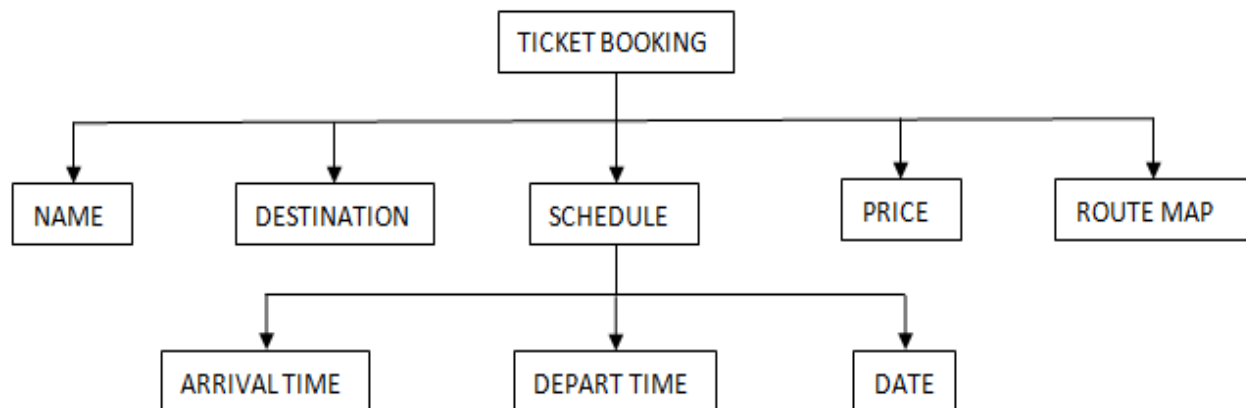 TICKET BOOKING
NAME
DESTINATION
SCHEDULE
PRICE
ROUTE MAP
ARRIVAL TIME
DEPART TIME
DATE